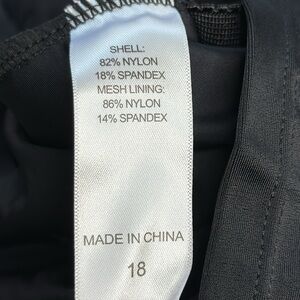 SHELL:
82% NYLON
18% SPANDEX
MESH LINING:
86% NYLON
14% SPANDEX
MADE IN CHINA
18